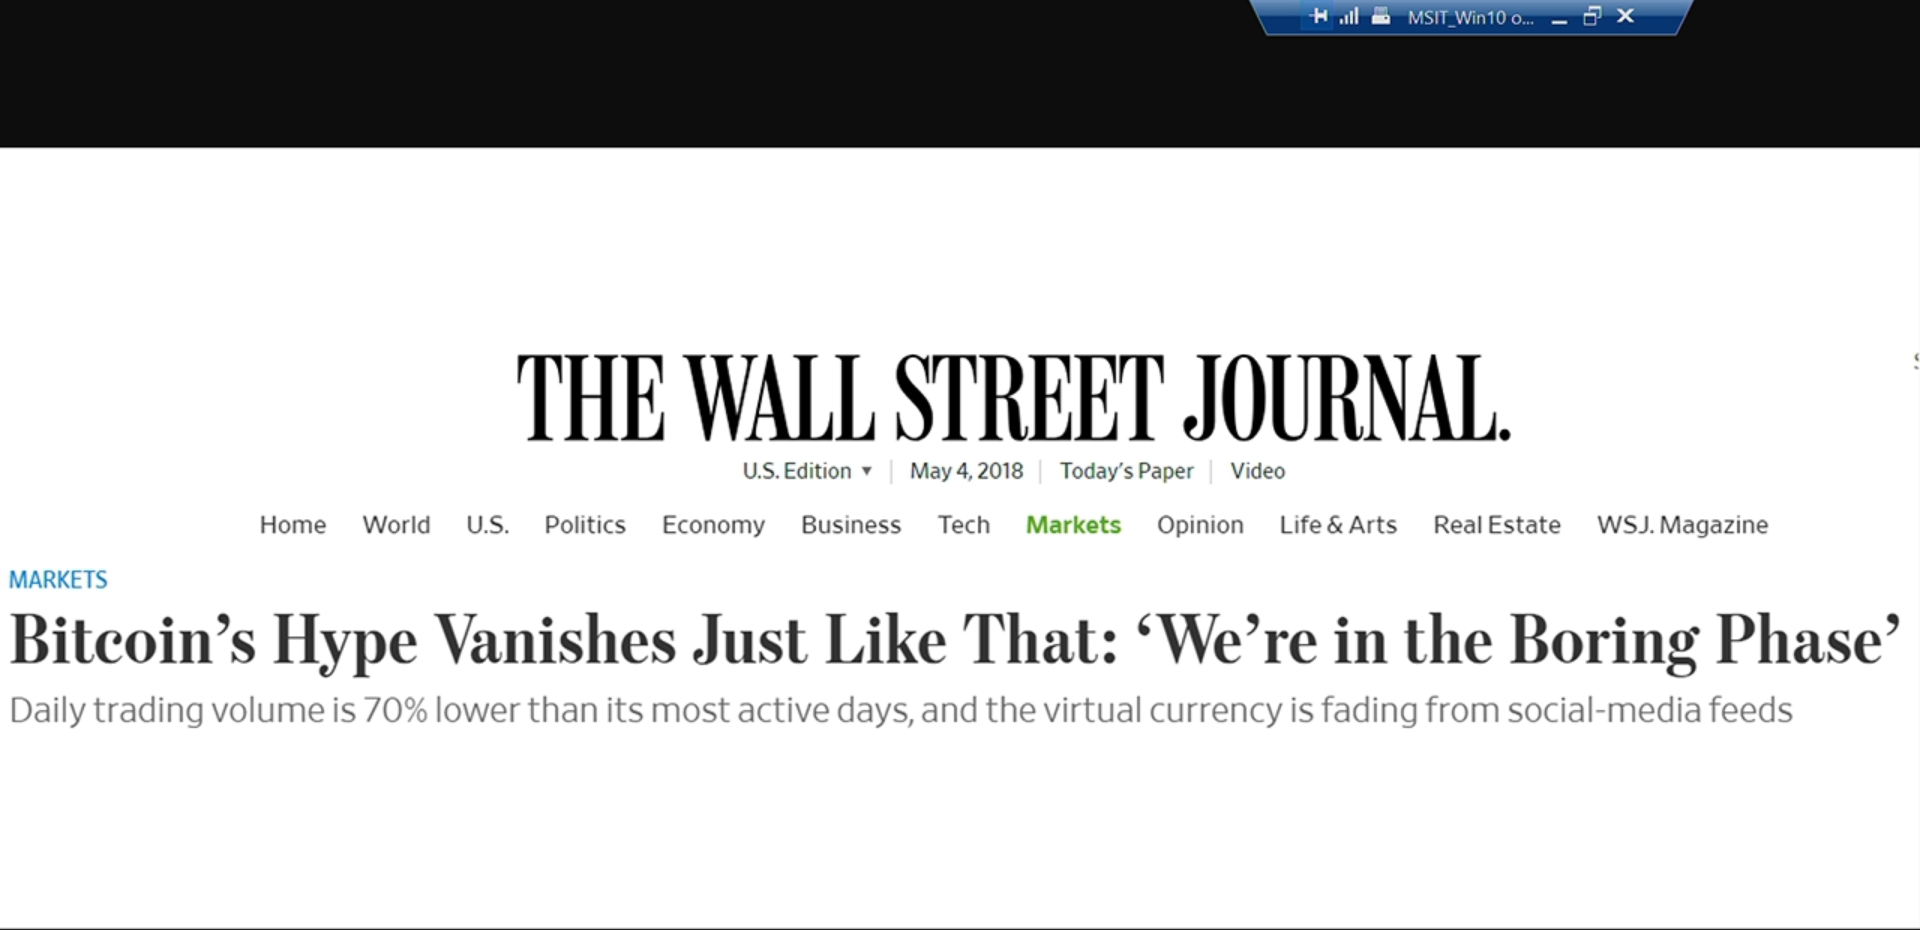 MSIT_Win10 o...
THE WALL STREET JOURNAL.
U.S. Edition ▼ | May 4, 2018 | Today's Paper | Video
Home World U.S. Politics Economy Business Tech Markets Opinion Life & Arts Real Estate WSJ. Magazine
MARKETS
Bitcoin’s Hype Vanishes Just Like That: ‘We’re in the Boring Phase’
Daily trading volume is 70% lower than its most active days, and the virtual currency is fading from social-media feeds